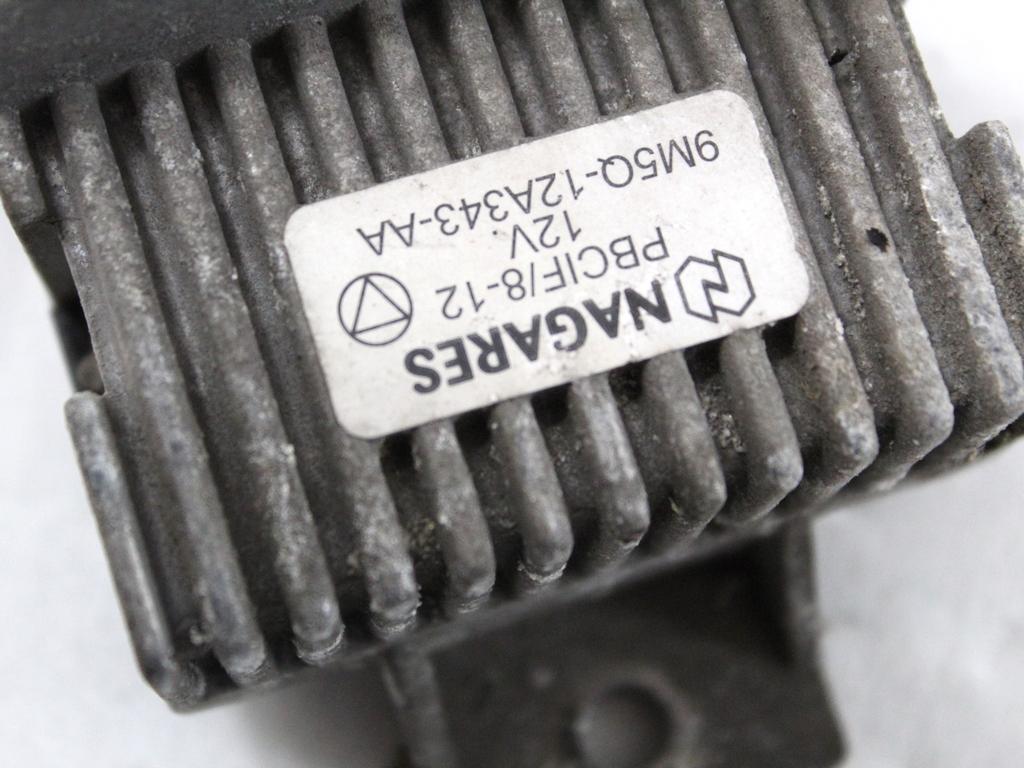 NAGARES
PBCIF/8-12
12V
9M5Q-12A343-AA